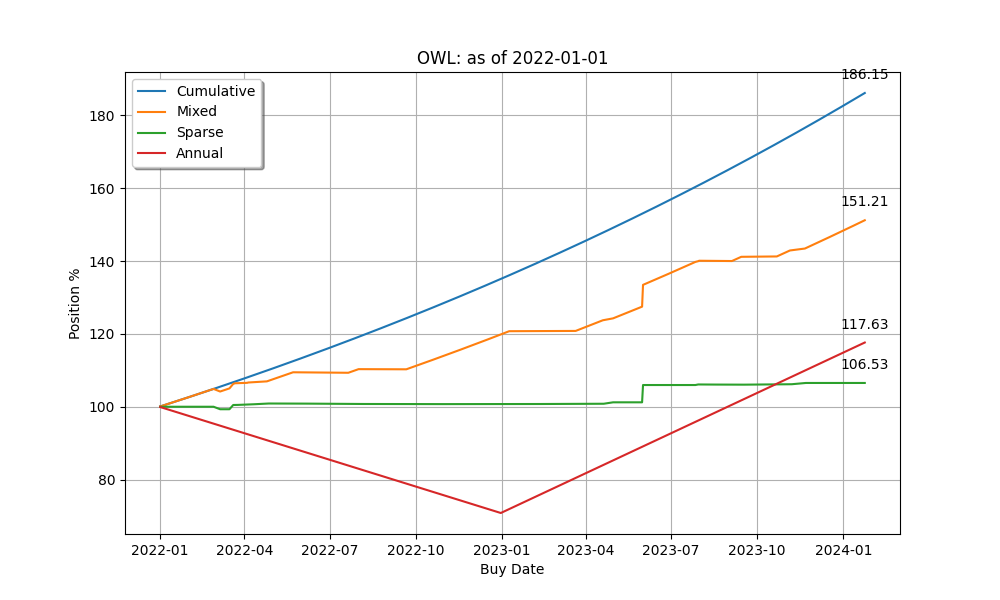 OWL: as of 2022-01-01
Cumulative
Mixed
Sparse
Annual
186.15
151.21
117.63
106.53
180
160
140
120
100
80
Position %
2022-01
2022-04
2022-07
2022-10
2023-01
2023-04
2023-07
2023-10
2024-01
Buy Date